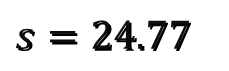 s = 24.77